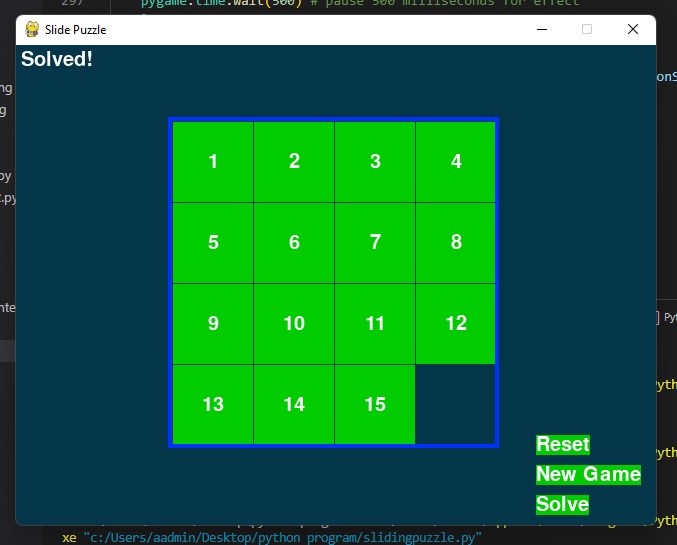 297 pygame.time.wait(500) # pause 500 milliseconds for effect
Slide Puzzle
Solved!
1 2 3 4
5 6 7 8
9 10 11 12
13 14 15
Reset
New Game
Solve
xe "c:/Users/aadmin/Desktop/python program/slidingpuzzle.py"